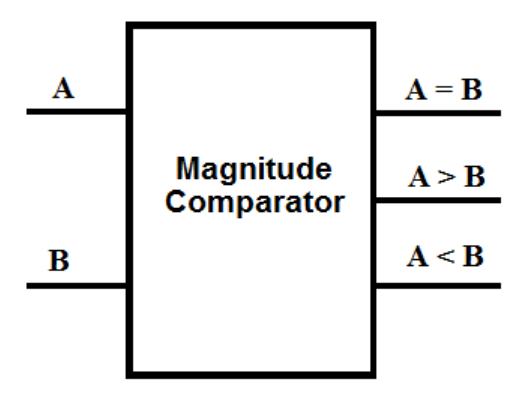 A
B
Magnitude
Comparator
A = B
A > B
A < B